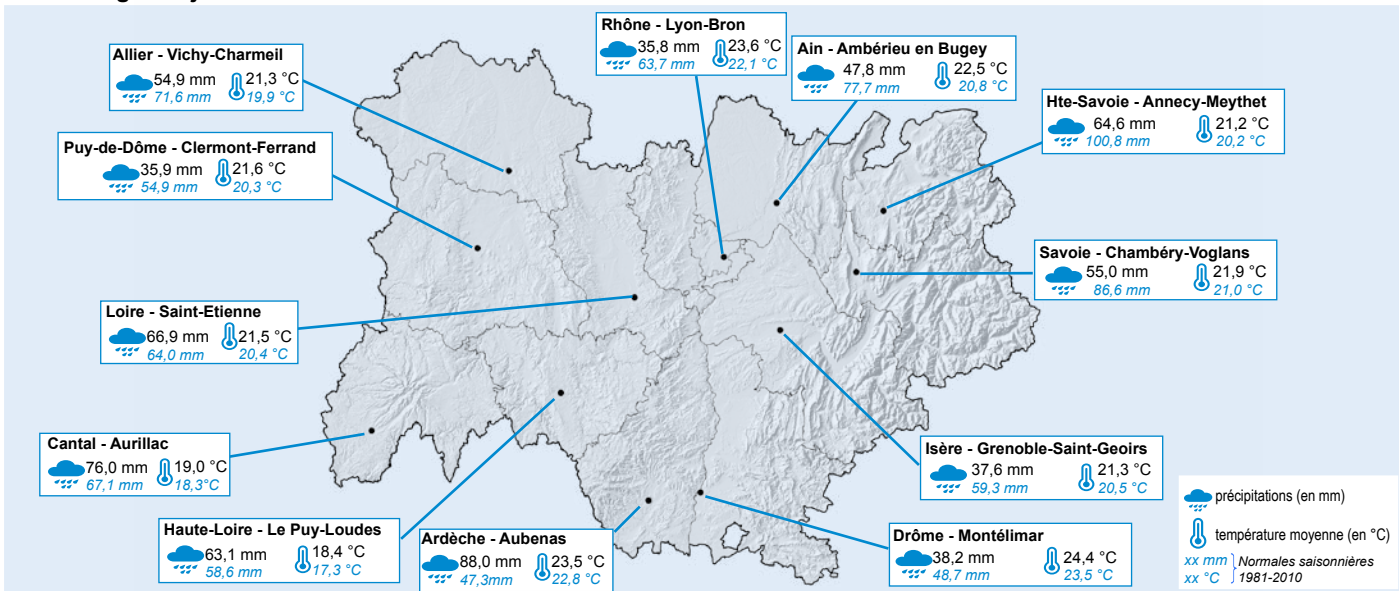 Rhône - Lyon-Bron
35,8 mm 23,6 °C
63,7 mm 22,1 °C
Ain - Ambérieu en Bugey
47,8 mm 22,5 °C
77,7 mm 20,8 °C
Allier - Vichy-Charmeil
54,9 mm 21,3 °C
71,6 mm 19,9 °C
Hte-Savoie - Annecy-Meythet
64,6 mm 21,2 °C
100,8 mm 20,2 °C
Puy-de-Dôme - Clermont-Ferrand
35,9 mm 21,6 °C
54,9 mm 20,3 °C
Savoie - Chambéry-Voglans
55,0 mm 21,9 °C
86,6 mm 21,0 °C
Loire - Saint-Etienne
66,9 mm 21,5 °C
64,0 mm 20,4 °C
Cantal - Aurillac
76,0 mm 19,0 °C
67,1 mm 18,3°C
Isère - Grenoble-Saint-Geoirs
37,6 mm 21,3 °C
59,3 mm 20,5 °C
Haute-Loire - Le Puy-Loudes
63,1 mm 18,4 °C
58,6 mm 17,3 °C
Ardèche - Aubenas
88,0 mm 23,5 °C
47,3mm 22,8 °C
Drôme - Montélimar
38,2 mm 24,4 °C
48,7 mm 23,5 °C
précipitations (en mm)
température moyenne (en °C)
xx mm Normales saisonnières
xx °C 1981-2010